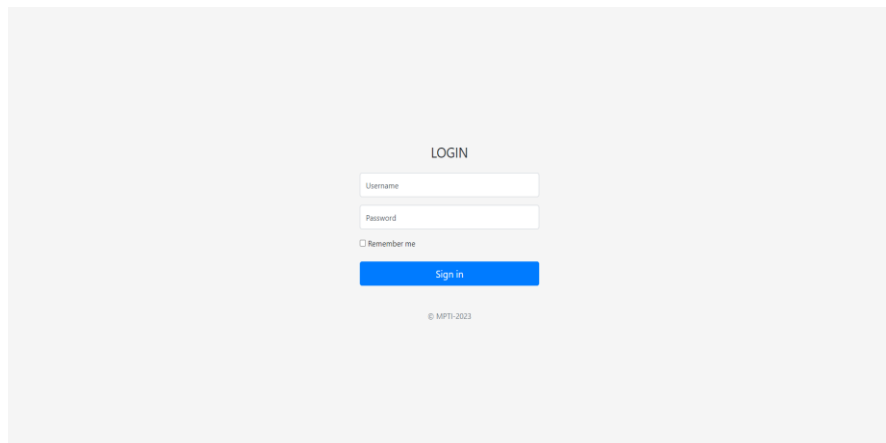 LOGIN
Username
Password
Remember me
Sign in
© MPTI-2023